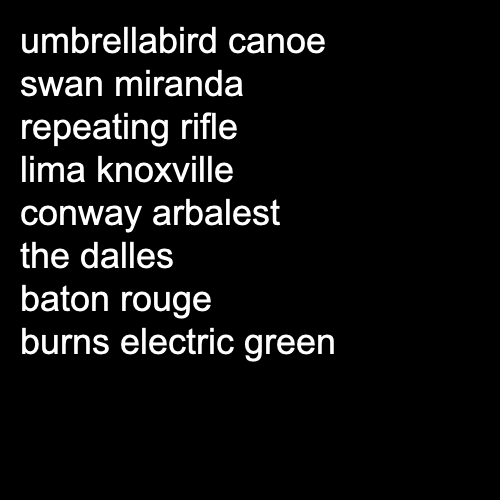 umbrellabird canoe
swan miranda
repeating rifle
lima knoxville
conway arbalest
the dalles
baton rouge
burns electric green